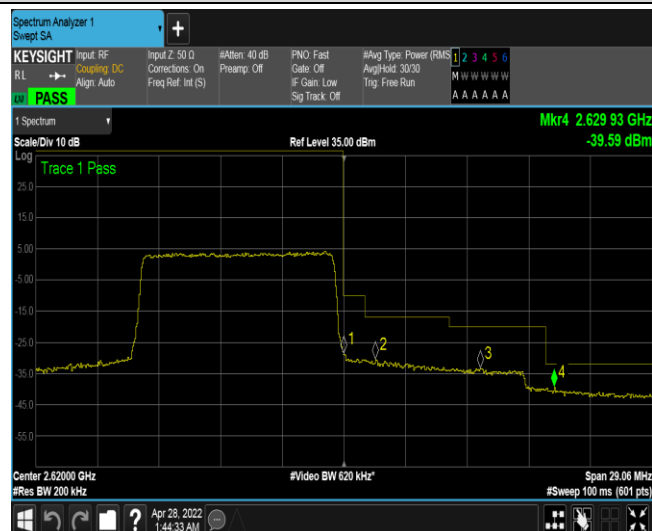 Spectrum Analyzer 1
Swept SA
+
KEYSIGHT Input: RF Input Z: 50 Ω #Atten: 40 dB PNO: Fast #Avg Type: Power (RMS 1 2 3 4 5 6
RL Coupling: DC Corrections: On Preamp: Off Gate: Off Avg|Hold: 30/30 M W W W W W
Align: Auto Freq Ref: Int (S) IF Gain: Low Trig: Free Run
Sig Track: Off A A A A A A
PASS
1 Spectrum Mkr4 2.629 93 GHz
Scale/Div 10 dB Ref Level 35.00 dBm -39.59 dBm
Log
Trace 1 Pass
25.0
15.0
5.00
-5.00
-15.0
-25.0
1
2
3
-35.0
4
-45.0
-55.0
Center 2.62000 GHz #Video BW 620 kHz* Span 29.06 MHz
#Res BW 200 kHz #Sweep 100 ms (601 pts)
? Apr 28, 2022
1:44:33 AM